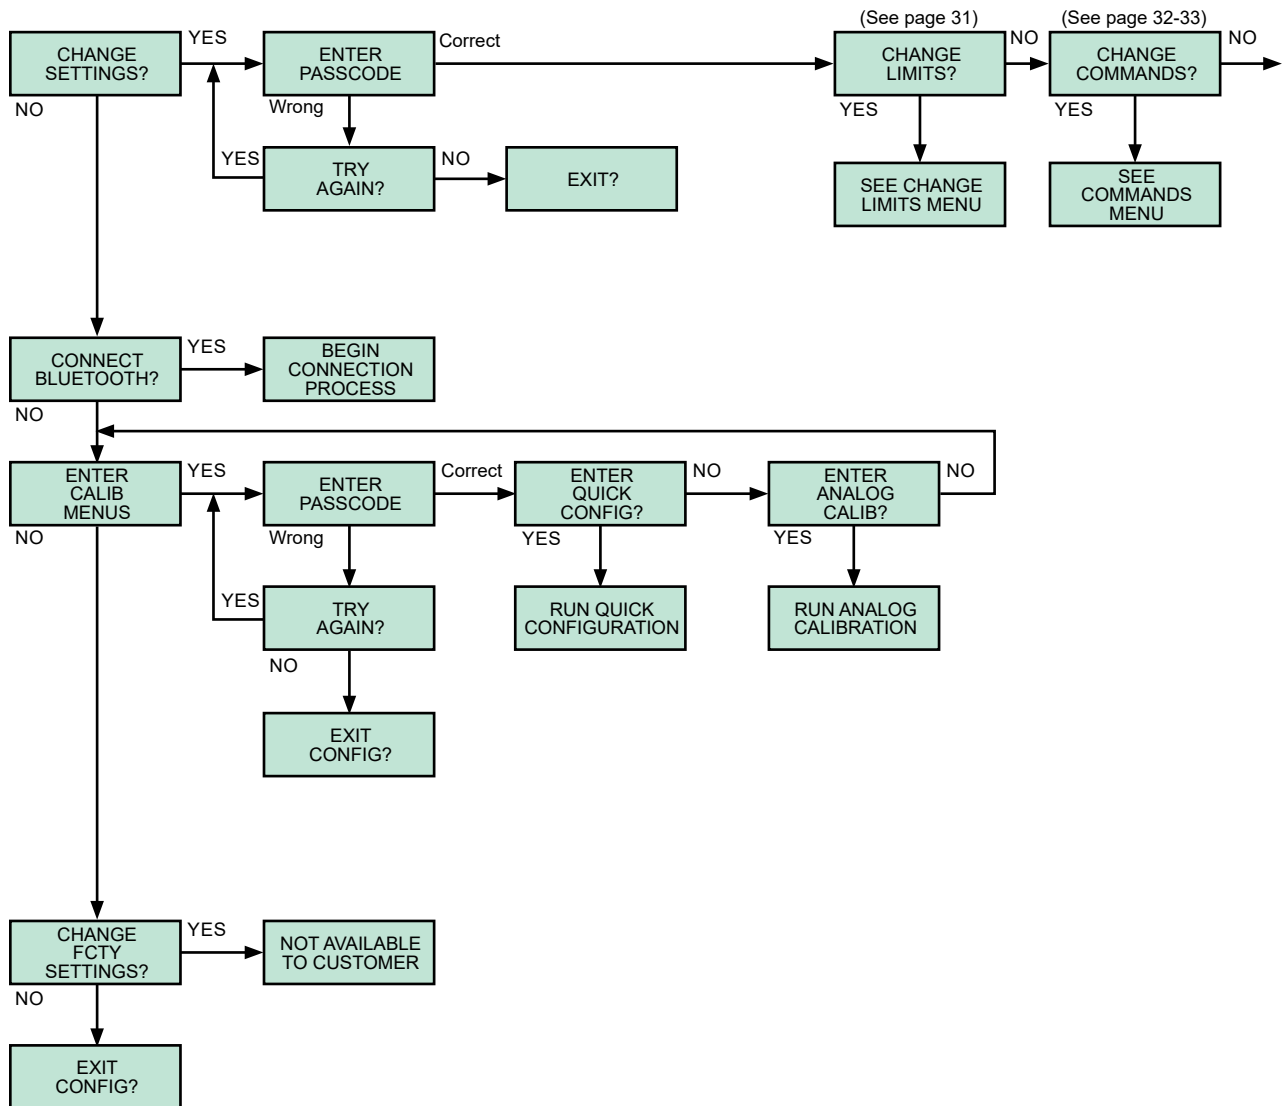 (See page 31)
(See page 32-33)
CHANGE
SETTINGS?
YES
ENTER
PASSCODE
Correct
CHANGE
LIMITS?
NO
CHANGE
COMMANDS?
NO
NO
Wrong
YES
YES
YES
TRY
AGAIN?
NO
EXIT?
SEE CHANGE
LIMITS MENU
SEE
COMMANDS
MENU
CONNECT
BLUETOOTH?
YES
BEGIN
CONNECTION
PROCESS
NO
ENTER
CALIB
MENUS
YES
ENTER
PASSCODE
Correct
ENTER
QUICK
CONFIG?
NO
ENTER
ANALOG
CALIB?
NO
NO
Wrong
YES
YES
YES
TRY
AGAIN?
RUN QUICK
CONFIGURATION
RUN ANALOG
CALIBRATION
NO
EXIT
CONFIG?
CHANGE
FCTY
SETTINGS?
YES
NOT AVAILABLE
TO CUSTOMER
NO
EXIT
CONFIG?